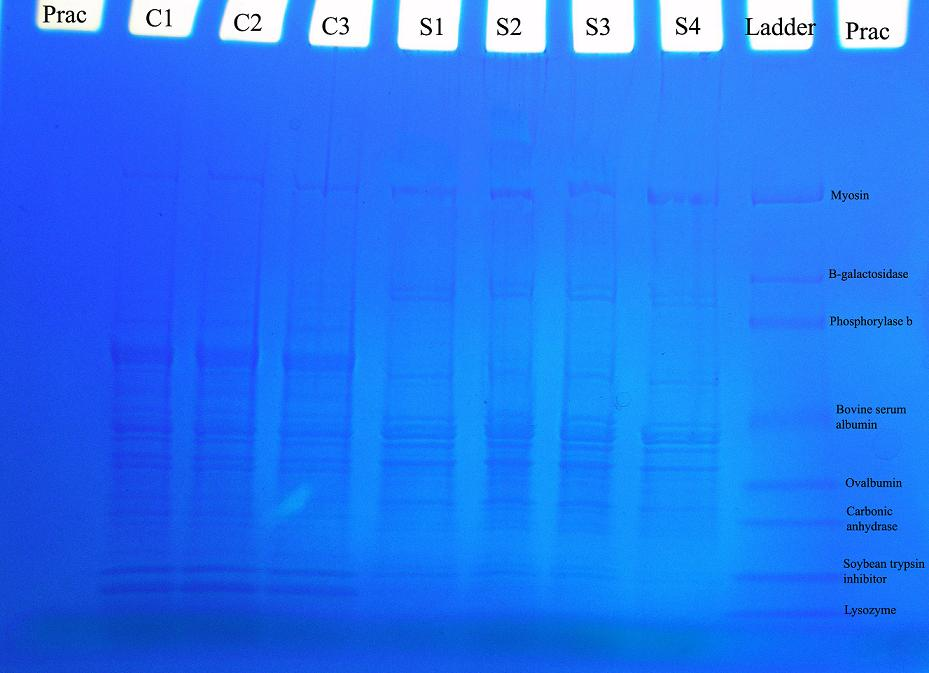 Prac C1 C2 C3 S1 S2 S3 S4 Ladder Prac
Myosin
B-galactosidase
Phosphorylase b
Bovine serum
albumin
Ovalbumin
Carbonic
anhydrase
Soybean trypsin
inhibitor
Lysozyme